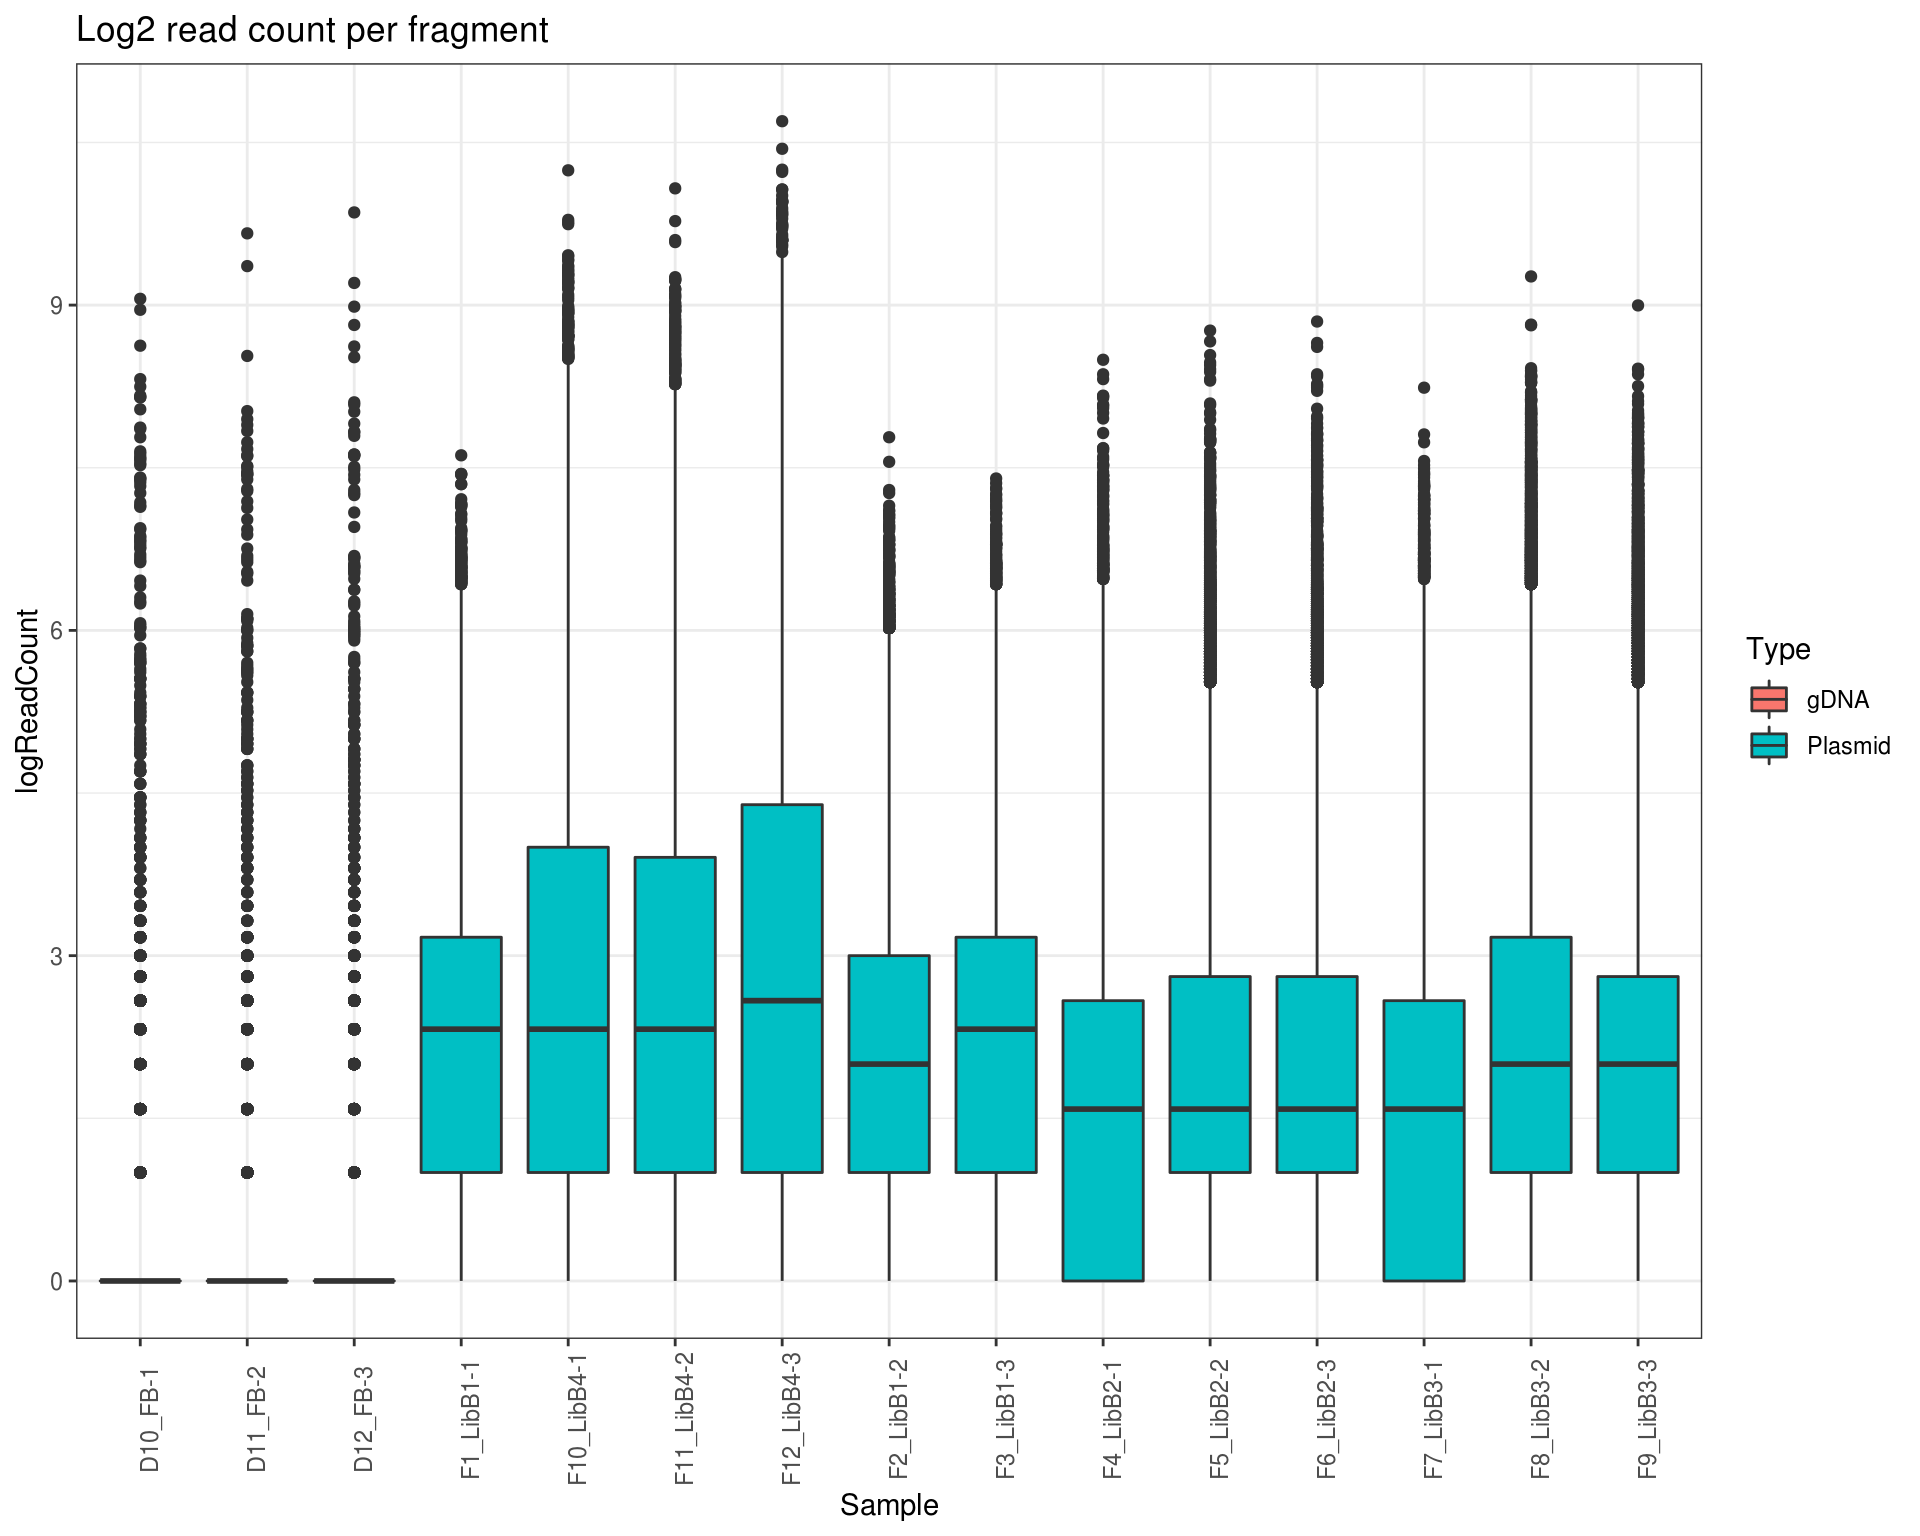 Log2 read count per fragment
logReadCount
9
6
3
0
D10_FB-1
D11_FB-2
D12_FB-3
F1_LibB1-1
F10_LibB4-1
F11_LibB4-2
F12_LibB4-3
F2_LibB1-2
F3_LibB1-3
F4_LibB2-1
F5_LibB2-2
F6_LibB2-3
F7_LibB3-1
F8_LibB3-2
F9_LibB3-3
Sample
Type
gDNA
Plasmid